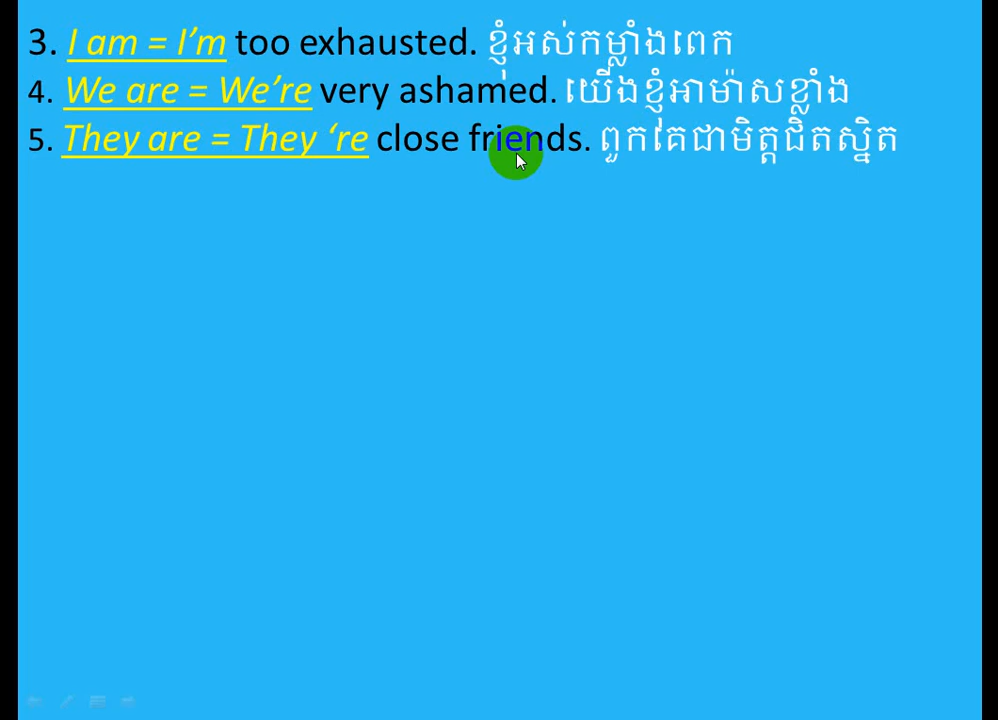 3. I am = I’m too exhausted. ខ្ញុំអស់កម្លាំងពេក
4. We are = We’re very ashamed. យើងខ្ញុំអាម៉ាសខ្លាំង
5. They are = They ‘re close friends. ពួកគេជាមិត្តជិតស្និត